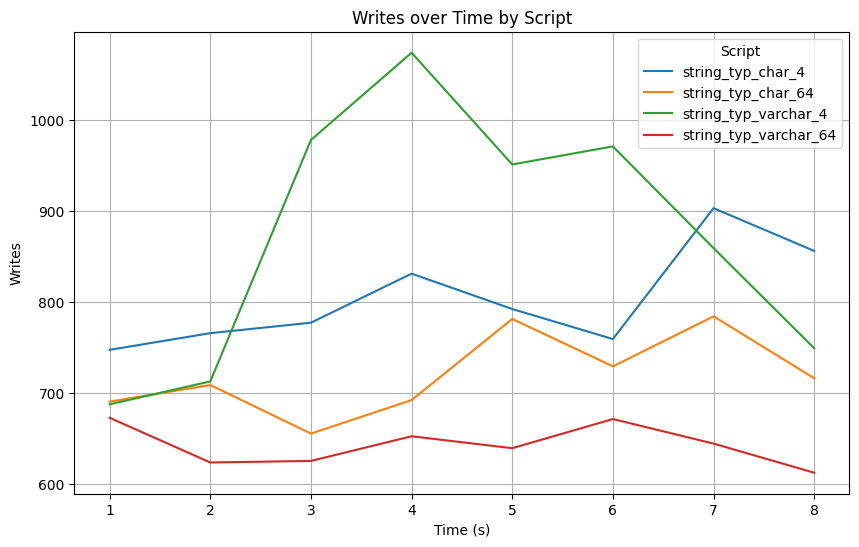 Writes over Time by Script
Script
string_typ_char_4
string_typ_char_64
string_typ_varchar_4
string_typ_varchar_64
Writes
1000
900
800
700
600
1 2 3 4 5 6 7 8
Time (s)